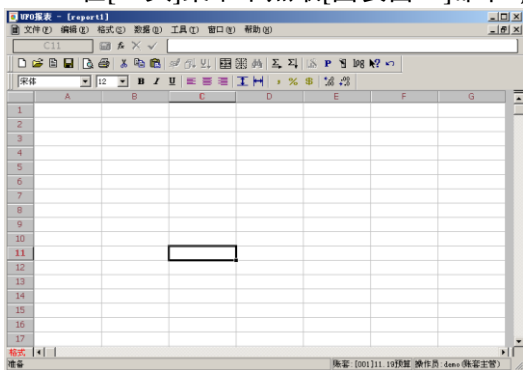 UFO报表 - [report1]
文件(F) 编辑(E) 格式(S) 数据(D) 工具(T) 窗口(W) 帮助(H)
C11 fx
宋体 12 B I U
A B C D E F G
1
2
3
4
5
6
7
8
9
10
11
12
13
14
15
16
17
格式
准备 账套:[001]11.19预算 操作员:demo(账套主管)